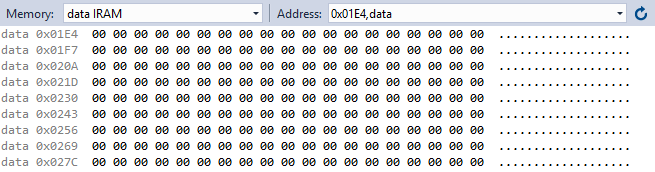 Memory: data IRAM Address: 0x01E4,data
data 0x01E4 00 00 00 00 00 00 00 00 00 00 00 00 00 00 00 00 00 00 00 ...................
data 0x01F7 00 00 00 00 00 00 00 00 00 00 00 00 00 00 00 00 00 00 00 ...................
data 0x020A 00 00 00 00 00 00 00 00 00 00 00 00 00 00 00 00 00 00 00 ...................
data 0x021D 00 00 00 00 00 00 00 00 00 00 00 00 00 00 00 00 00 00 00 ...................
data 0x0230 00 00 00 00 00 00 00 00 00 00 00 00 00 00 00 00 00 00 00 ...................
data 0x0243 00 00 00 00 00 00 00 00 00 00 00 00 00 00 00 00 00 00 00 ...................
data 0x0256 00 00 00 00 00 00 00 00 00 00 00 00 00 00 00 00 00 00 00 ...................
data 0x0269 00 00 00 00 00 00 00 00 00 00 00 00 00 00 00 00 00 00 00 ...................
data 0x027C 00 00 00 00 00 00 00 00 00 00 00 00 00 00 00 00 00 00 00 ...................